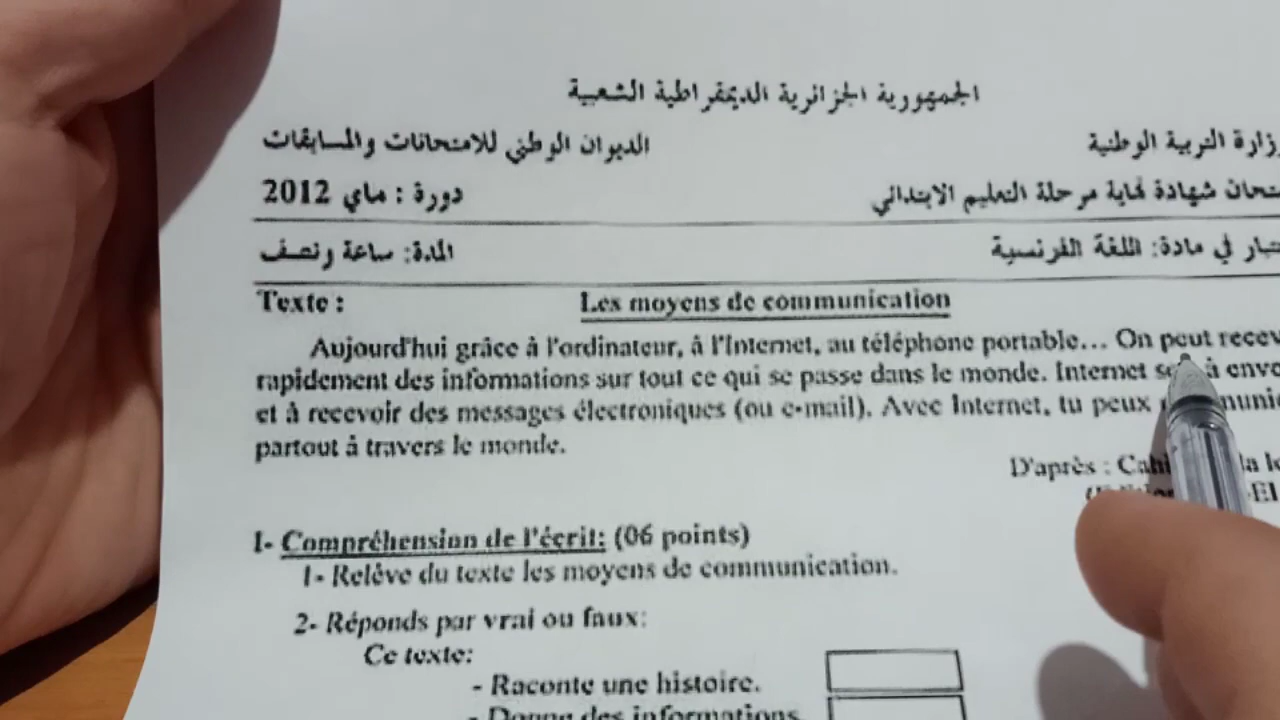 الجمهورية الجزائرية الديمقراطية الشعبية
التربية الوطنية الديوان الوطني للامتحانات والمسابقات
شهادة نهاية مرحلة التعليم الابتدائي دورة : ماي 2012
في مادة: اللغة الفرنسية المدة: ساعة ونصف
Texte : Les moyens de communication
Aujourd'hui grâce à l'ordinateur, à l'Internet, au téléphone portable... On peut
rapidement des informations sur tout ce qui se passe dans le monde. Internet à
et à recevoir des messages électroniques (ou e-mail). Avec Internet, tu peux
partout à travers le monde.
D'après : la
I- Compréhension de l'écrit: (06 points)
1- Relève du texte les moyens de communication.
2- Réponds par vrai ou faux:
Ce texte:
- Raconte une histoire.
- Donne des informations.